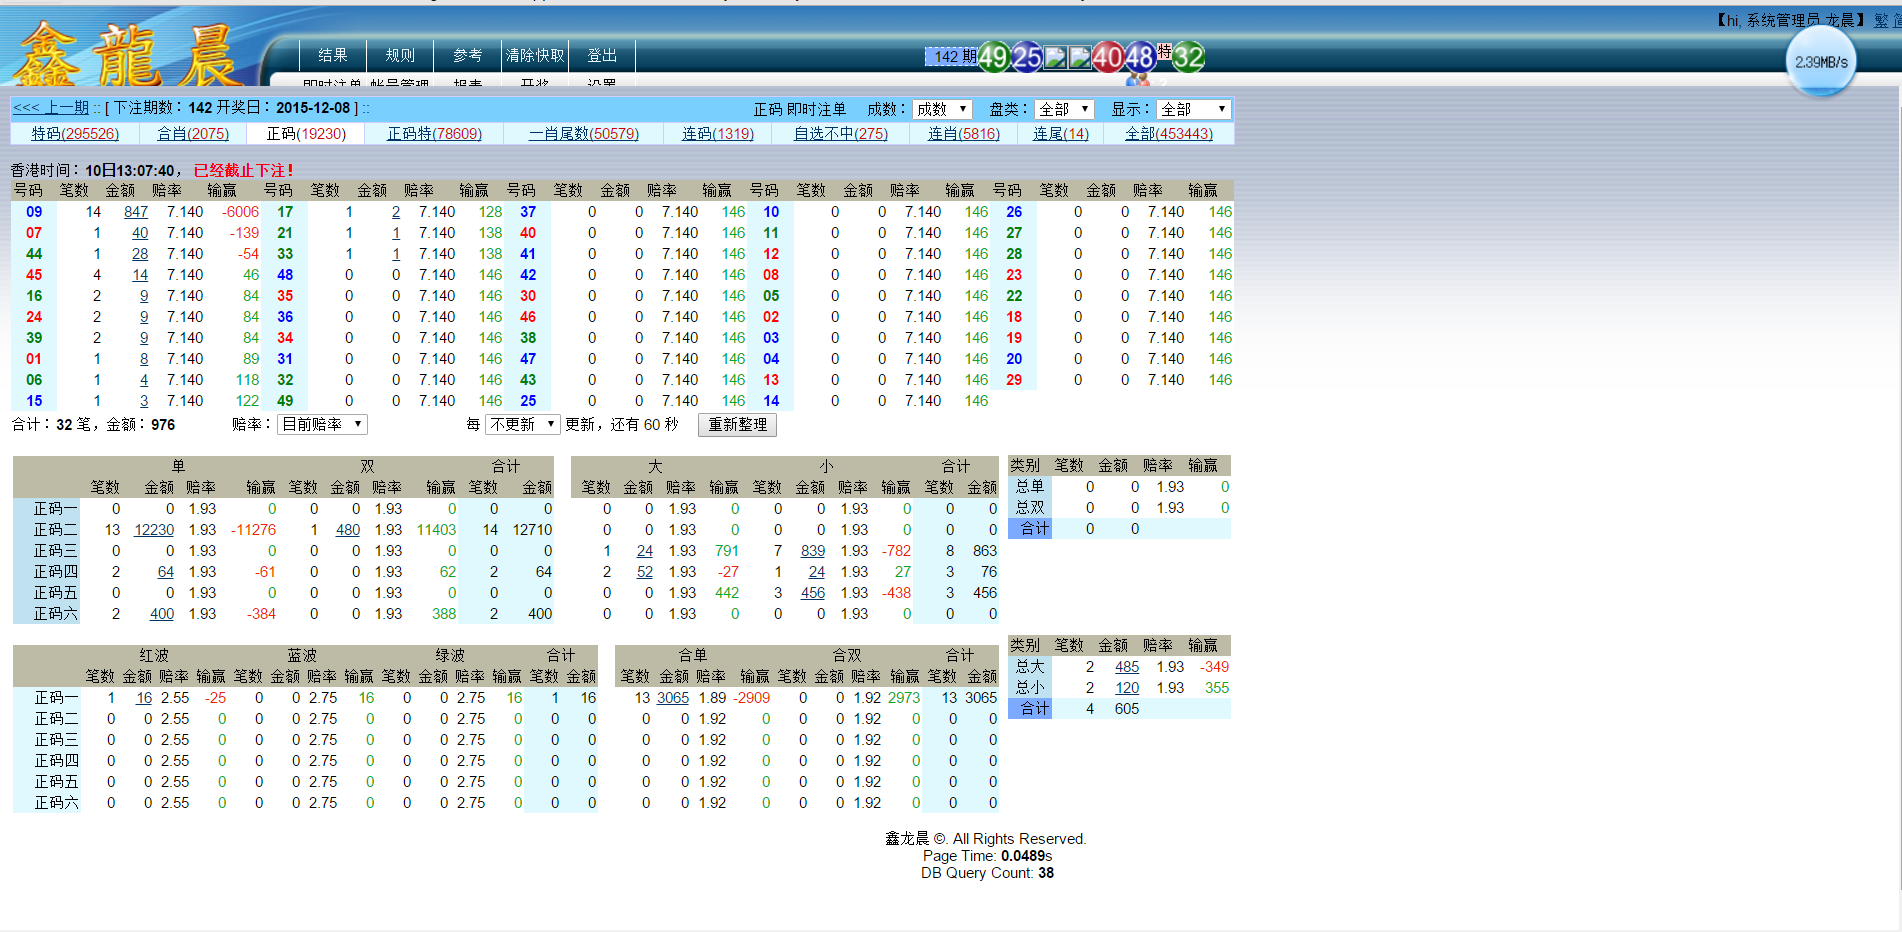 【hi, 系统管理员 龙晨】 繁
鑫龍晨
结果 规则 参考 清除快取 登出
142 期 49 25 40 48 特 32
2.39MB/s
即时注单 帐号管理 报表 开奖 设置
<<< 上一期 :: [ 下注期数：142 开奖日：2015-12-08 ] ::
正码 即时注单 成数： 成数 盘类： 全部 显示： 全部
特码(295526) 合肖(2075) 正码(19230) 正码特(78609) 一肖尾数(50579) 连码(1319) 自选不中(275) 连肖(5816) 连尾(14) 全部(453443)
香港时间：10日13:07:40， 已经截止下注！
号码 笔数 金额 赔率 输赢 号码 笔数 金额 赔率 输赢 号码 笔数 金额 赔率 输赢 号码 笔数 金额 赔率 输赢 号码 笔数 金额 赔率 输赢
09 14 847 7.140 -6006 17 1 2 7.140 128 37 0 0 7.140 146 10 0 0 7.140 146 26 0 0 7.140 146
07 1 40 7.140 -139 21 1 1 7.140 138 40 0 0 7.140 146 11 0 0 7.140 146 27 0 0 7.140 146
44 1 28 7.140 -54 33 1 1 7.140 138 41 0 0 7.140 146 12 0 0 7.140 146 28 0 0 7.140 146
45 4 14 7.140 46 48 0 0 7.140 146 42 0 0 7.140 146 08 0 0 7.140 146 23 0 0 7.140 146
16 2 9 7.140 84 35 0 0 7.140 146 30 0 0 7.140 146 05 0 0 7.140 146 22 0 0 7.140 146
24 2 9 7.140 84 36 0 0 7.140 146 46 0 0 7.140 146 02 0 0 7.140 146 18 0 0 7.140 146
39 2 9 7.140 84 34 0 0 7.140 146 38 0 0 7.140 146 03 0 0 7.140 146 19 0 0 7.140 146
01 1 8 7.140 89 31 0 0 7.140 146 47 0 0 7.140 146 04 0 0 7.140 146 20 0 0 7.140 146
06 1 4 7.140 118 32 0 0 7.140 146 43 0 0 7.140 146 13 0 0 7.140 146 29 0 0 7.140 146
15 1 3 7.140 122 49 0 0 7.140 146 25 0 0 7.140 146 14 0 0 7.140 146
合计：32 笔，金额：976 赔率： 目前赔率 每 不更新 更新，还有 60 秒 重新整理
单 双 合计
笔数 金额 赔率 输赢 笔数 金额 赔率 输赢 笔数 金额
正码一 0 0 1.93 0 0 0 1.93 0 0 0
正码二 13 12230 1.93 -11276 1 480 1.93 11403 14 12710
正码三 0 0 1.93 0 0 0 1.93 0 0 0
正码四 2 64 1.93 -61 0 0 1.93 62 2 64
正码五 0 0 1.93 0 0 0 1.93 0 0 0
正码六 2 400 1.93 -384 0 0 1.93 388 2 400
大 小 合计
笔数 金额 赔率 输赢 笔数 金额 赔率 输赢 笔数 金额
0 0 1.93 0 0 0 1.93 0 0 0
0 0 1.93 0 0 0 1.93 0 0 0
1 24 1.93 791 7 839 1.93 -782 8 863
2 52 1.93 -27 1 24 1.93 27 3 76
0 0 1.93 442 3 456 1.93 -438 3 456
0 0 1.93 0 0 0 1.93 0 0 0
类别 笔数 金额 赔率 输赢
总单 0 0 1.93 0
总双 0 0 1.93 0
合计 0 0
红波 蓝波 绿波 合计
笔数 金额 赔率 输赢 笔数 金额 赔率 输赢 笔数 金额 赔率 输赢 笔数 金额
正码一 1 16 2.55 -25 0 0 2.75 16 0 0 2.75 16 1 16
正码二 0 0 2.55 0 0 0 2.75 0 0 0 2.75 0 0 0
正码三 0 0 2.55 0 0 0 2.75 0 0 0 2.75 0 0 0
正码四 0 0 2.55 0 0 0 2.75 0 0 0 2.75 0 0 0
正码五 0 0 2.55 0 0 0 2.75 0 0 0 2.75 0 0 0
正码六 0 0 2.55 0 0 0 2.75 0 0 0 2.75 0 0 0
合单 合双 合计
笔数 金额 赔率 输赢 笔数 金额 赔率 输赢 笔数 金额
13 3065 1.89 -2909 0 0 1.92 2973 13 3065
0 0 1.92 0 0 0 1.92 0 0 0
0 0 1.92 0 0 0 1.92 0 0 0
0 0 1.92 0 0 0 1.92 0 0 0
0 0 1.92 0 0 0 1.92 0 0 0
0 0 1.92 0 0 0 1.92 0 0 0
类别 笔数 金额 赔率 输赢
总大 2 485 1.93 -349
总小 2 120 1.93 355
合计 4 605
鑫龙晨 ©. All Rights Reserved.
Page Time: 0.0489s
DB Query Count: 38